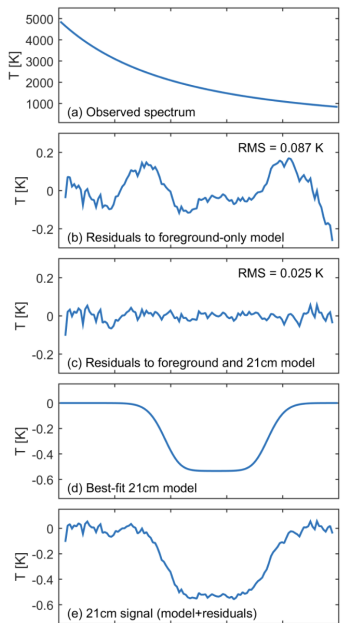 5000
4000
3000
2000
1000
T [K]
(a) Observed spectrum
0.2
0
-0.2
T [K]
RMS = 0.087 K
(b) Residuals to foreground-only model
0.2
0
-0.2
T [K]
RMS = 0.025 K
(c) Residuals to foreground and 21cm model
0
-0.2
-0.4
-0.6
T [K]
(d) Best-fit 21cm model
0
-0.2
-0.4
-0.6
T [K]
(e) 21cm signal (model+residuals)